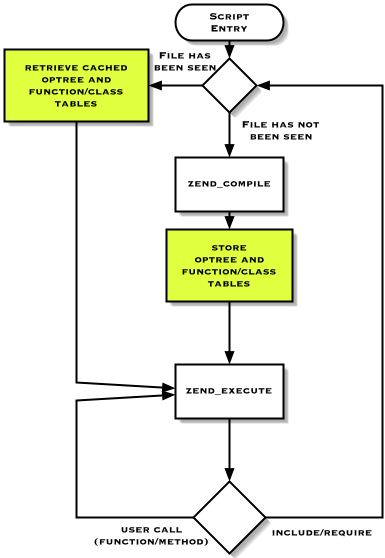 SCRIPT
ENTRY
FILE HAS
BEEN SEEN
RETRIEVE CACHED
OPTREE AND
FUNCTION/CLASS
TABLES
FILE HAS NOT
BEEN SEEN
ZEND_COMPILE
STORE
OPTREE AND
FUNCTION/CLASS
TABLES
ZEND_EXECUTE
USER CALL
(FUNCTION/METHOD)
INCLUDE/REQUIRE